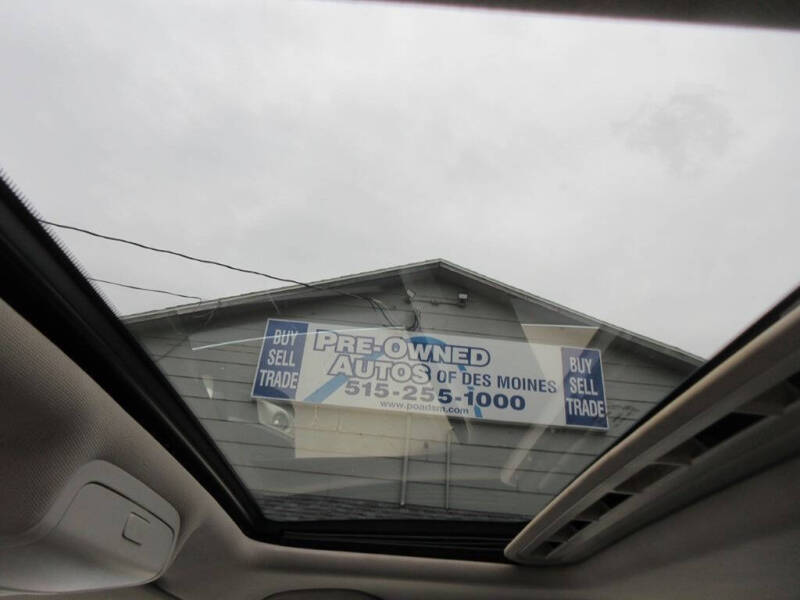 BUY
SELL
TRADE
PRE-OWNED
AUTOS OF DES MOINES
515-255-1000
www.poadsm.com
BUY
SELL
TRADE